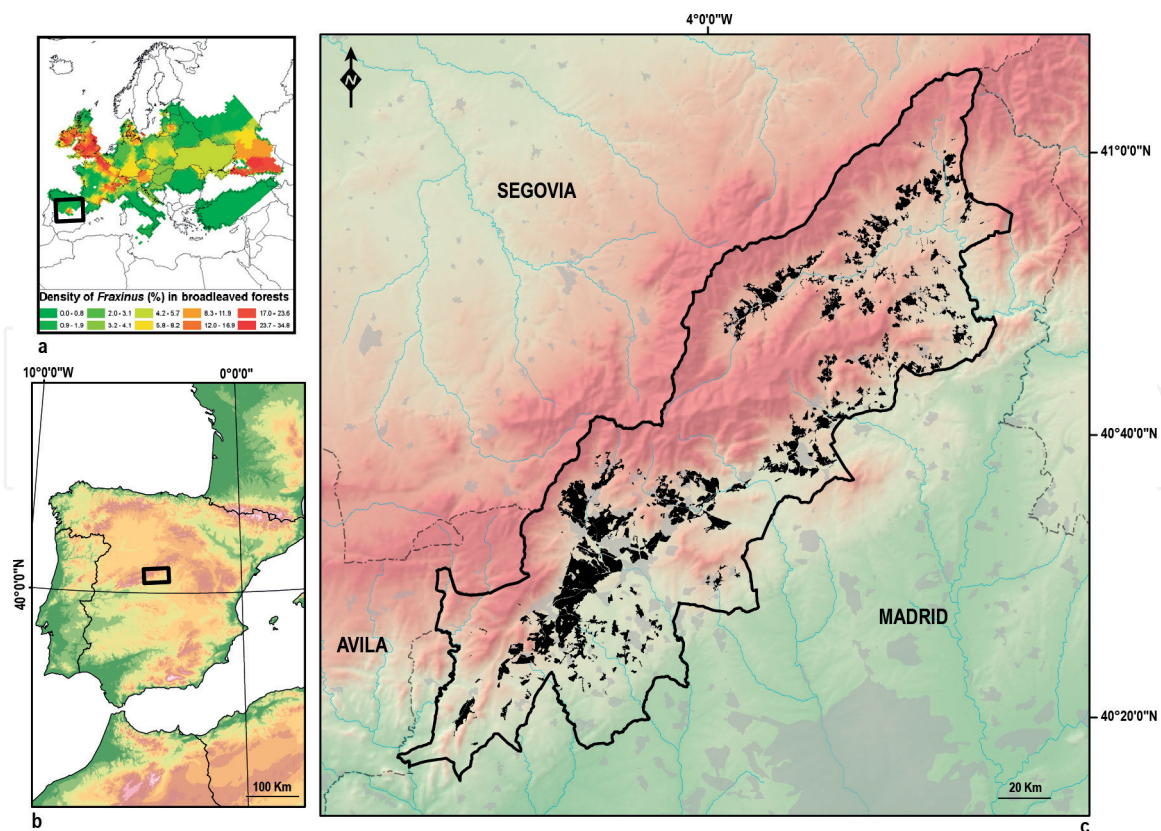 Density of Fraxinus (%) in broadleaved forests
0.0 - 0.8
2.0 - 3.1
4.2 - 5.7
8.3 - 11.9
17.0 - 23.6
0.9 - 1.9
3.2 - 4.1
5.8 - 8.2
12.0 - 16.9
23.7 - 34.8
a
10°0'0"W
0°0'0"
40°0'0"N
100 Km
b
4°0'0"W
N
SEGOVIA
AVILA
MADRID
41°0'0"N
40°40'0"N
40°20'0"N
20 Km
c